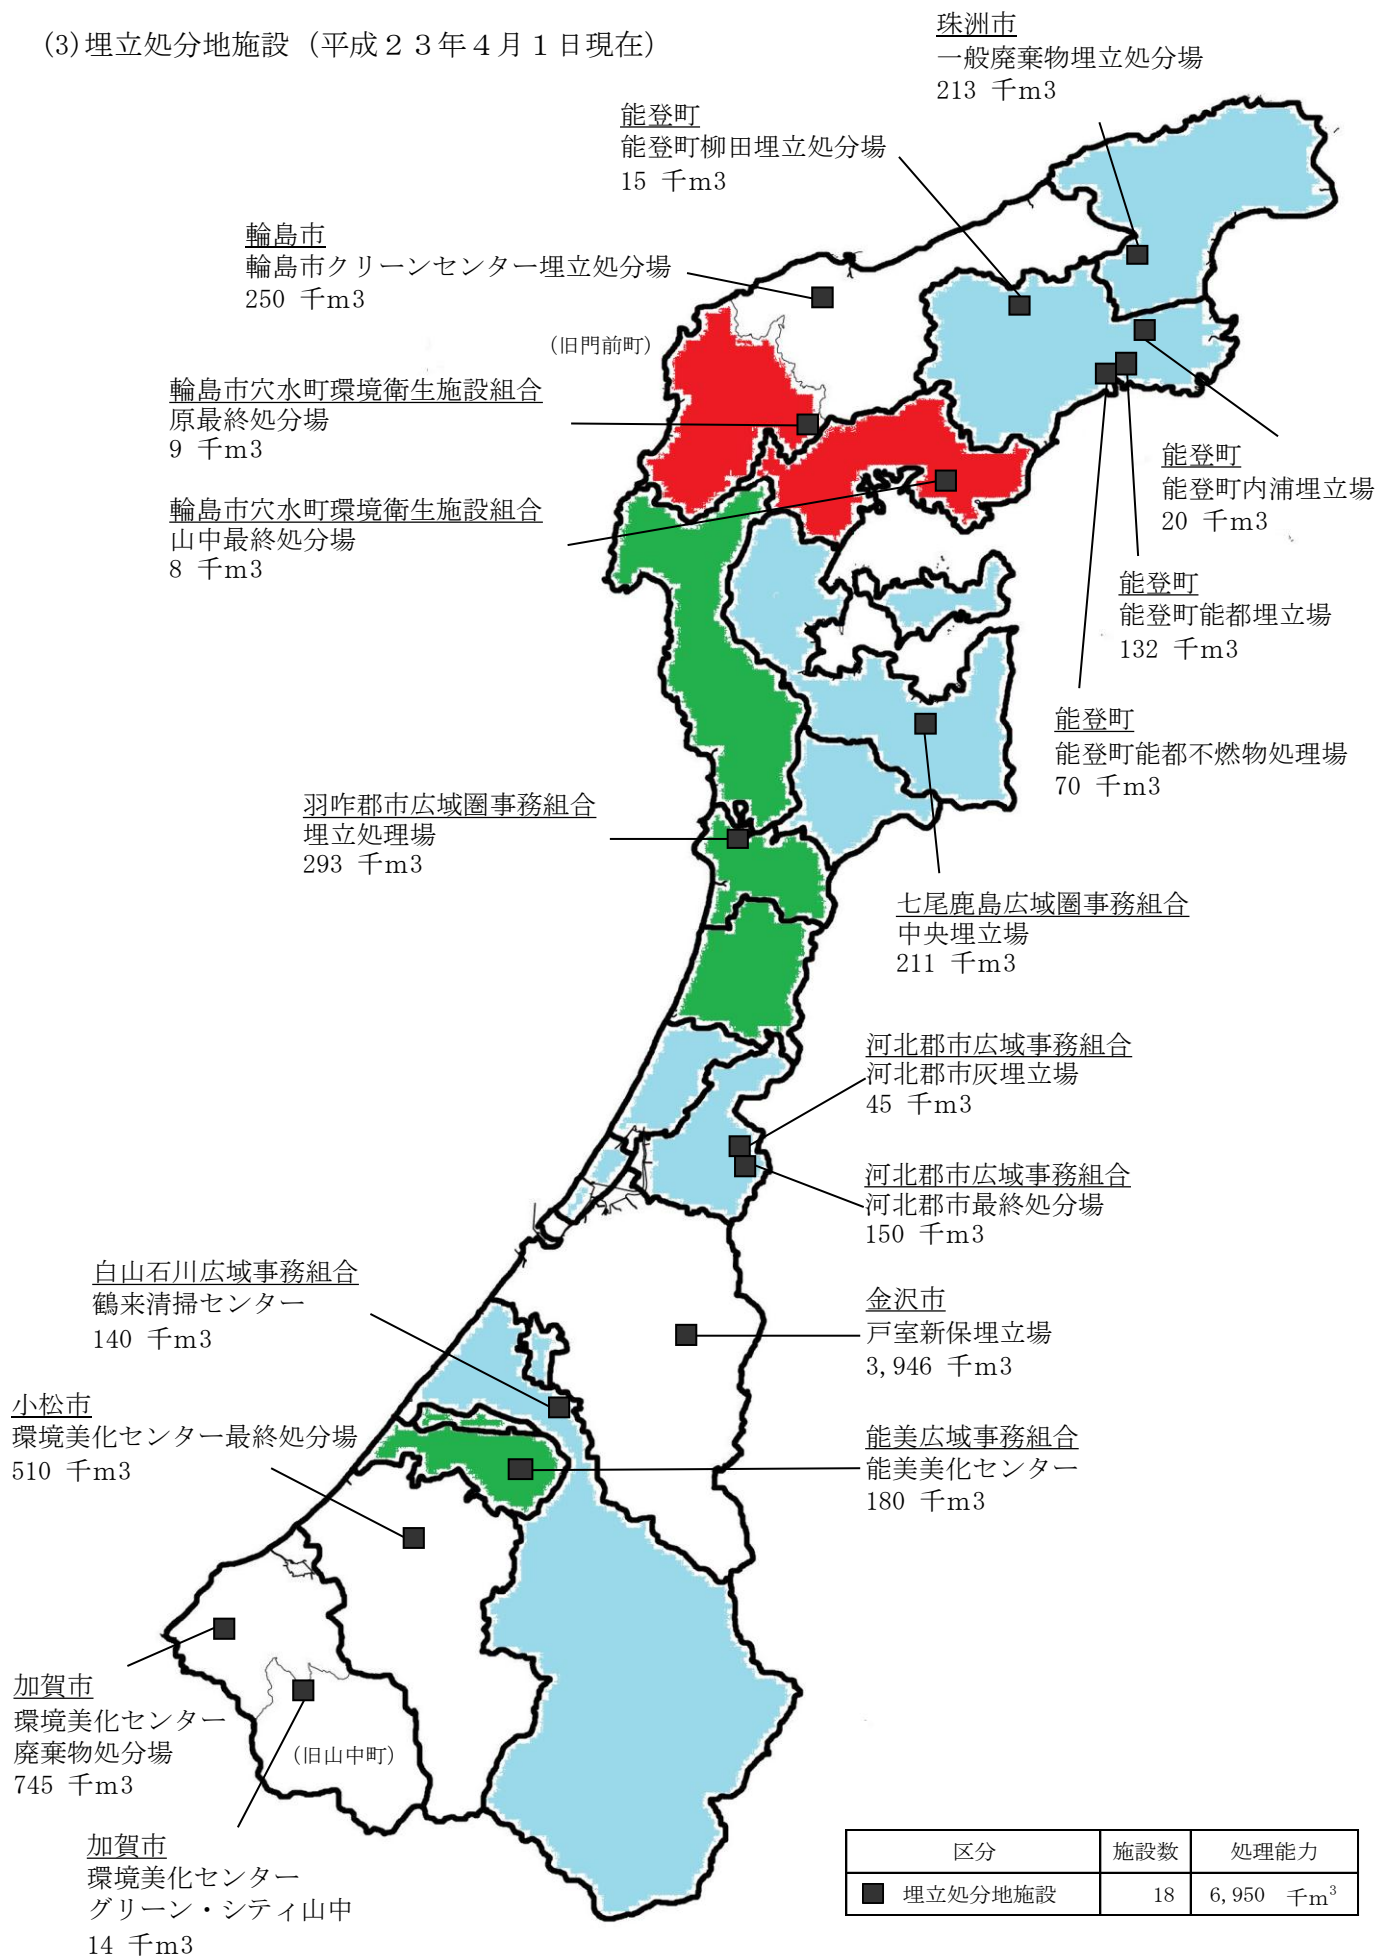 (3)埋立処分地施設（平成２３年４月１日現在）
珠洲市
一般廃棄物埋立処分場
213 千m3
能登町
能登町柳田埋立処分場
15 千m3
輪島市
輪島市クリーンセンター埋立処分場
250 千m3
（旧門前町）
輪島市穴水町環境衛生施設組合
原最終処分場
9 千m3
輪島市穴水町環境衛生施設組合
山中最終処分場
8 千m3
能登町
能登町内浦埋立場
20 千m3
能登町
能登町能都埋立場
132 千m3
能登町
能登町能都不燃物処理場
70 千m3
羽咋郡市広域圏事務組合
埋立処理場
293 千m3
七尾鹿島広域圏事務組合
中央埋立場
211 千m3
河北郡市広域事務組合
河北郡市灰埋立場
45 千m3
河北郡市広域事務組合
河北郡市最終処分場
150 千m3
白山石川広域事務組合
鶴来清掃センター
140 千m3
金沢市
戸室新保埋立場
3,946 千m3
小松市
環境美化センター最終処分場
510 千m3
能美広域事務組合
能美美化センター
180 千m3
加賀市
環境美化センター
廃棄物処分場
745 千m3
（旧山中町）
加賀市
環境美化センター
グリーン・シティ山中
14 千m3
区分 施設数 処理能力
埋立処分地施設 18 6,950 千m³